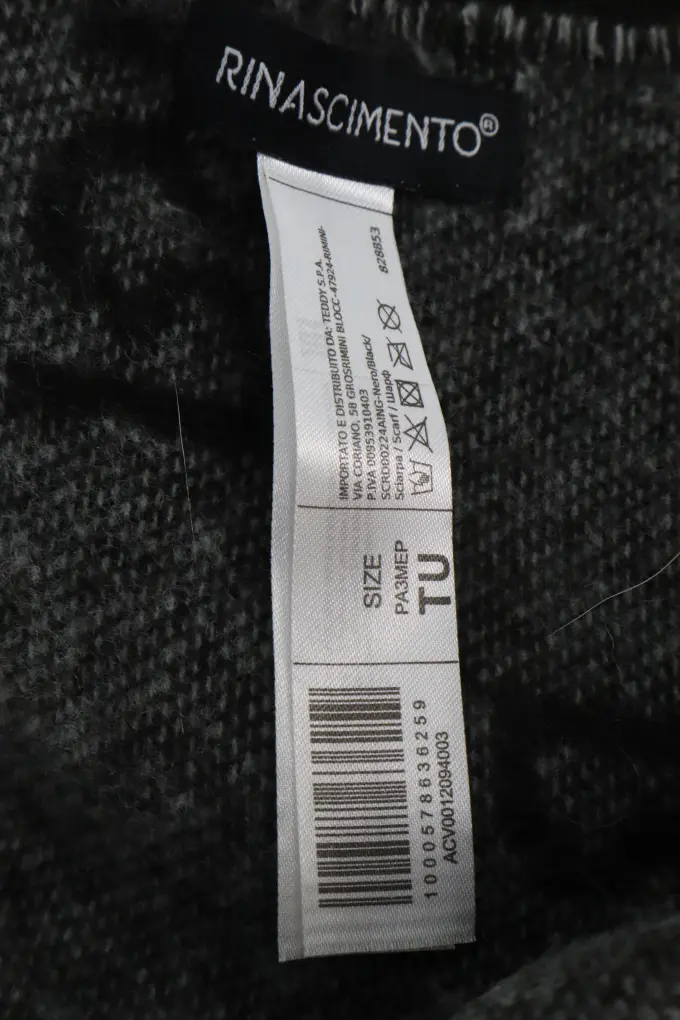 RINASCIMENTO®
IMPORTATO E DISTRIBUITO DA: TEDDY S.P.A.
VIA CORIANO, 58 GROSRIMINI BLOCC-47924-RIMINI-
P.IVA 00953910403
SCRD00224AING-Nero/Black/
Sciarpa / Scarf / Шарф
828853
SIZE
РАЗМЕР
TU
1000578636259
ACV0012094003